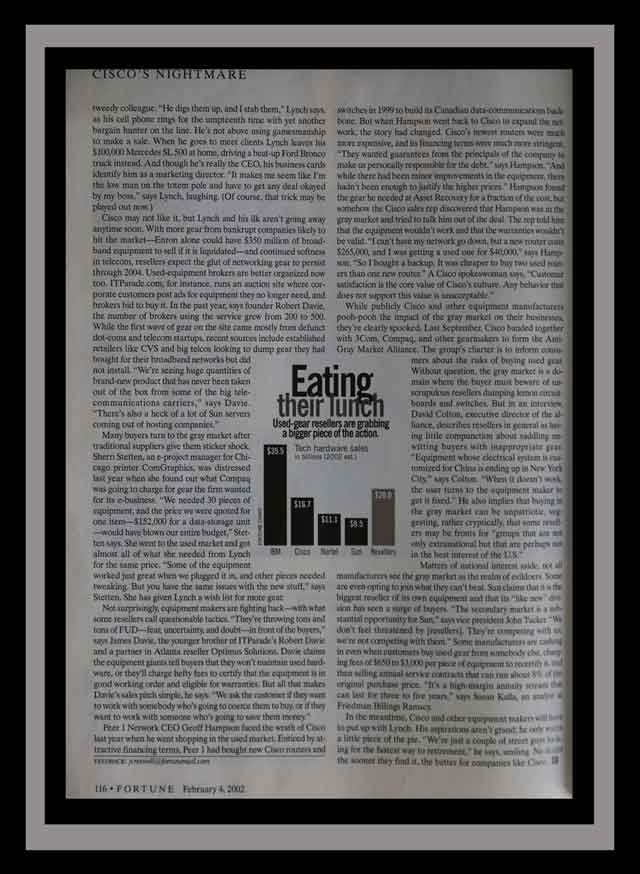 CISCO'S NIGHTMARE
tweedy colleague. "He digs them up, and I stab them," Lynch says,
as his cell phone rings for the umpteenth time with yet another
bargain hunter on the line. He's not above using gamesmanship
to make a sale. When he goes to meet clients Lynch leaves his
$100,000 Mercedes SL 500 at home, driving a beat-up Ford Bronco
truck instead. And though he's really the CEO, his business cards
identify him as a marketing director. "It makes me seem like I'm
the low man on the totem pole and have to get any deal okayed
by my boss," says Lynch, laughing. (Of course, that trick may be
played out now.)
Cisco may not like it, but Lynch and his ilk aren't going away
anytime soon. With more gear from bankrupt companies likely to
hit the market—Enron alone could have $350 million of broad-
band equipment to sell if it is liquidated—and continued softness
in telecom, resellers expect the glut of networking gear to persist
through 2004. Used-equipment brokers are better organized now
too. ITParade.com, for instance, runs an auction site where cor-
porate customers post ads for equipment they no longer need, and
brokers bid to buy it. In the past year, says founder Robert Davie,
the number of brokers using the service grew from 200 to 500.
While the first wave of gear on the site came mostly from defunct
dot-coms and telecom startups, recent sources include established
retailers like CVS and big telcos looking to dump gear they had
bought for their broadband networks but did
not install. "We're seeing huge quantities of
brand-new product that has never been taken
out of the box from some of the big tele-
communications carriers," says Davie.
"There's also a heck of a lot of Sun servers
coming out of hosting companies."
Many buyers turn to the gray market after
traditional suppliers give them sticker shock.
Sherri Stetten, an e-project manager for Chi-
cago printer ComGraphics, was distressed
last year when she found out what Compaq
was going to charge for gear the firm wanted
for its e-business. "We needed 30 pieces of
equipment, and the price we were quoted for
one item—$152,000 for a data-storage unit
—would have blown our entire budget," Stet-
ten says. She went to the used market and got
almost all of what she needed from Lynch
for the same price. "Some of the equipment
worked just great when we plugged it in, and other pieces needed
tweaking. But you have the same issues with the new stuff," says
Stetten. She has given Lynch a wish list for more gear.
Not surprisingly, equipment makers are fighting back—with what
some resellers call questionable tactics. "They're throwing tons and
tons of FUD—fear, uncertainty, and doubt—in front of the buyers,"
says James Davie, the younger brother of ITParade's Robert Davie
and a partner in Atlanta reseller Optimus Solutions. Davie claims
the equipment giants tell buyers that they won't maintain used hard-
ware, or they'll charge hefty fees to certify that the equipment is in
good working order and eligible for warranties. But all that makes
Davie's sales pitch simple, he says: "We ask the customer if they want
to work with somebody who's going to coerce them to buy, or if they
want to work with someone who's going to save them money."
Peer 1 Network CEO Geoff Hampson faced the wrath of Cisco
last year when he went shopping in the used market. Enticed by at-
tractive financing terms, Peer 1 had bought new Cisco routers and
FEEDBACK:
116 • FORTUNE February 4, 2002
switches in 1999 to build its Canadian data-communications back-
bone. But when Hampson went back to Cisco to expand the net-
work, the story had changed. Cisco's newest routers were much
more expensive, and its financing terms were much more stringent.
"They wanted guarantees from the principals of the company to
make us personally responsible for the debt," says Hampson. "And
while there had been minor improvements in the equipment, there
hadn't been enough to justify the higher prices." Hampson found
the gear he needed at Asset Recovery for a fraction of the cost, but
somehow the Cisco sales rep discovered that Hampson was in the
gray market and tried to talk him out of the deal. The rep told him
that the equipment wouldn't work and that the warranties wouldn't
be valid. "I can't have my network go down, but a new router costs
$265,000, and I was getting a used one for $40,000," says Hamp-
son. "So I bought a backup. It was cheaper to buy two used rout-
ers than one new router." A Cisco spokeswoman says, "Customer
satisfaction is the core value of Cisco's culture. Any behavior that
does not support this value is unacceptable."
While publicly Cisco and other equipment manufacturers
pooh-pooh the impact of the gray market on their businesses,
they're clearly spooked. Last September, Cisco banded together
with 3Com, Compaq, and other gearmakers to form the Anti-
Gray Market Alliance. The group's charter is to inform consu-
mers about the risks of buying used gear.
Without question, the gray market is a do-
main where the buyer must beware of un-
scrupulous resellers dumping lemon circuit
boards and switches. But in an interview,
David Colton, executive director of the al-
liance, describes resellers in general as hav-
ing little compunction about saddling un-
witting buyers with inappropriate gear.
"Equipment whose electrical system is cus-
tomized for China is ending up in New York
City," says Colton. "When it doesn't work,
the user turns to the equipment maker to
get it fixed." He also implies that buying in
the gray market can be unpatriotic, sug-
gesting, rather cryptically, that some resell-
ers may be fronts for "groups that are not
only extranational but that are perhaps not
in the best interest of the U.S."
Matters of national interest aside, not all
manufacturers see the gray market as the realm of evildoers. Some
are even opting to join what they can't beat. Sun claims that it is the
biggest reseller of its own equipment and that its "like new" divi-
sion has seen a surge of buyers. "The secondary market is a sub-
stantial opportunity for Sun," says vice president John Tucker. "We
don't feel threatened by [resellers]. They're competing with us,
we're not competing with them." Some manufacturers are cashing
in even when customers buy used gear from somebody else, charg-
ing fees of $650 to $3,000 per piece of equipment to recertify it, and
then selling annual service contracts that can run about 8% of the
original purchase price. "It's a high-margin annuity stream that
can last for three to five years," says Susan Kalla, an analyst at
Friedman Billings Ramsey.
In the meantime, Cisco and other equipment makers will have
to put up with Lynch. His aspirations aren't grand; he only wants
a little piece of the pie. "We're just a couple of street guys look-
ing for the fastest way to retirement," he says, smiling. No doubt
the sooner they find it, the better for companies like Cisco.
Eating
their lunch
Used-gear resellers are grabbing
a bigger piece of the action.
Tech hardware sales
in billions (2002 est.)
$35.5
$16.7
$11.1
$9.5
$20.0
IBM Cisco Nortel Sun Resellers